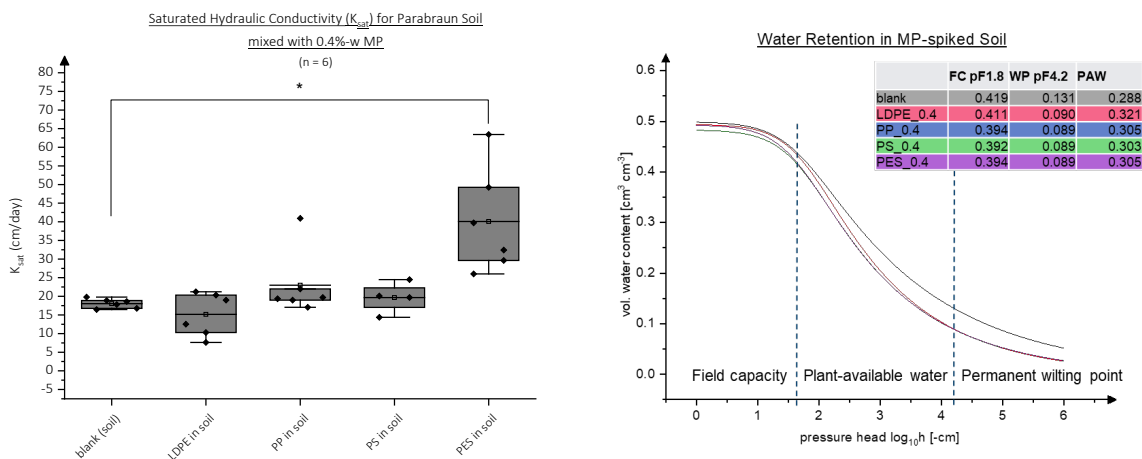 Saturated Hydraulic Conductivity (Ksat) for Parabraun Soil
mixed with 0.4%-w MP
(n = 6)
*
80
75
70
65
60
55
50
45
40
35
30
25
20
15
10
5
0
-5
Ksat (cm/day)
blank (soil)
LDPE in soil
PP in soil
PS in soil
PES in soil
Water Retention in MP-spiked Soil
FC pF1.8 WP pF4.2 PAW
blank 0.419 0.131 0.288
LDPE_0.4 0.411 0.090 0.321
PP_0.4 0.394 0.089 0.305
PS_0.4 0.392 0.089 0.303
PES_0.4 0.394 0.089 0.305
0.6
0.5
0.4
0.3
0.2
0.1
0.0
vol. water content [cm³ cm⁻³]
Field capacity Plant-available water Permanent wilting point
0 1 2 3 4 5 6
pressure head log₁₀h [-cm]